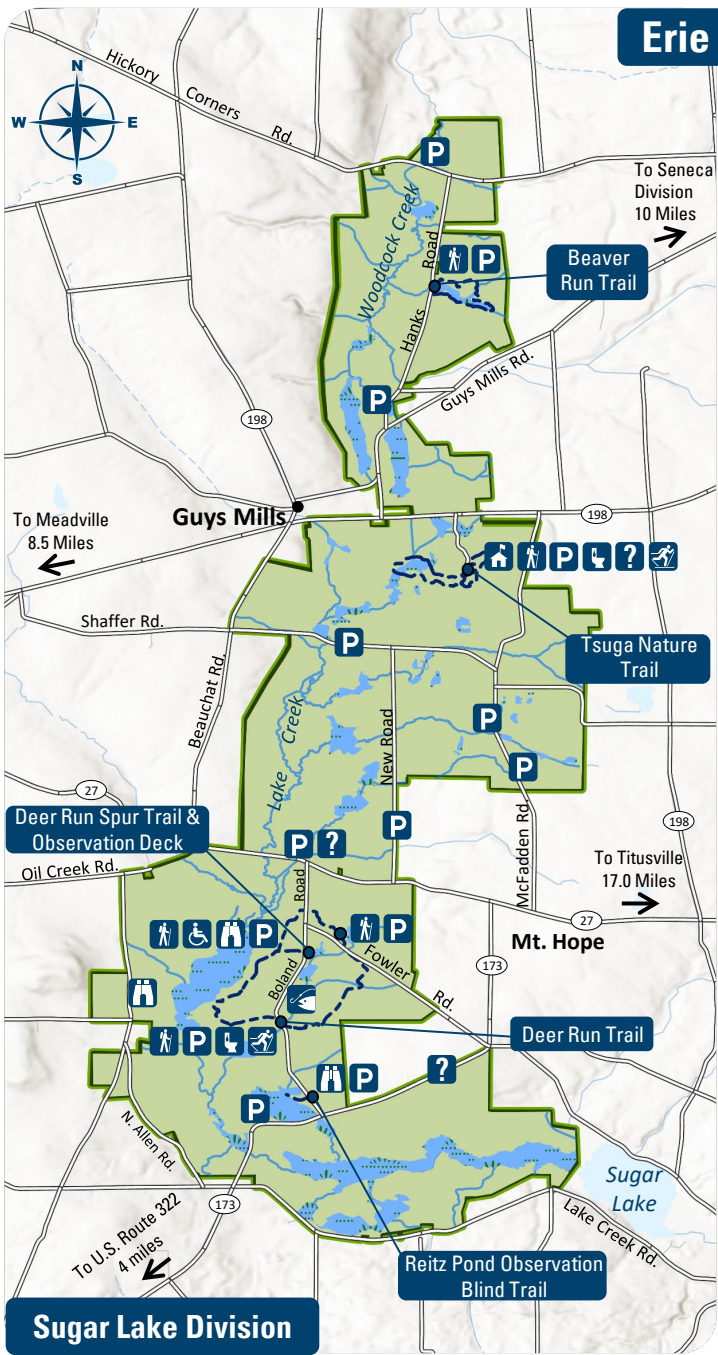 Erie
Hickory Corners Rd.
N
W E
S
P
To Seneca
Division
10 Miles
Woodcock Creek
P
Beaver
Run Trail
Hanks Road
Guys Mills Rd.
P
198
Guys Mills
198
To Meadville
8.5 Miles
P ?
Tsuga Nature
Trail
Shaffer Rd.
P
Beauchat Rd.
Lake Creek
New Road
P
P
McFadden Rd.
27
198
Deer Run Spur Trail &
Observation Deck
P
P ?
Oil Creek Rd.
To Titusville
17.0 Miles
27
Mt. Hope
Boland Road
P
P
Fowler Rd.
173
Deer Run Trail
P
P
?
P
N. Allen Rd.
Sugar
Lake
173
Lake Creek Rd.
To U.S. Route 322
4 miles
Reitz Pond Observation
Blind Trail
Sugar Lake Division